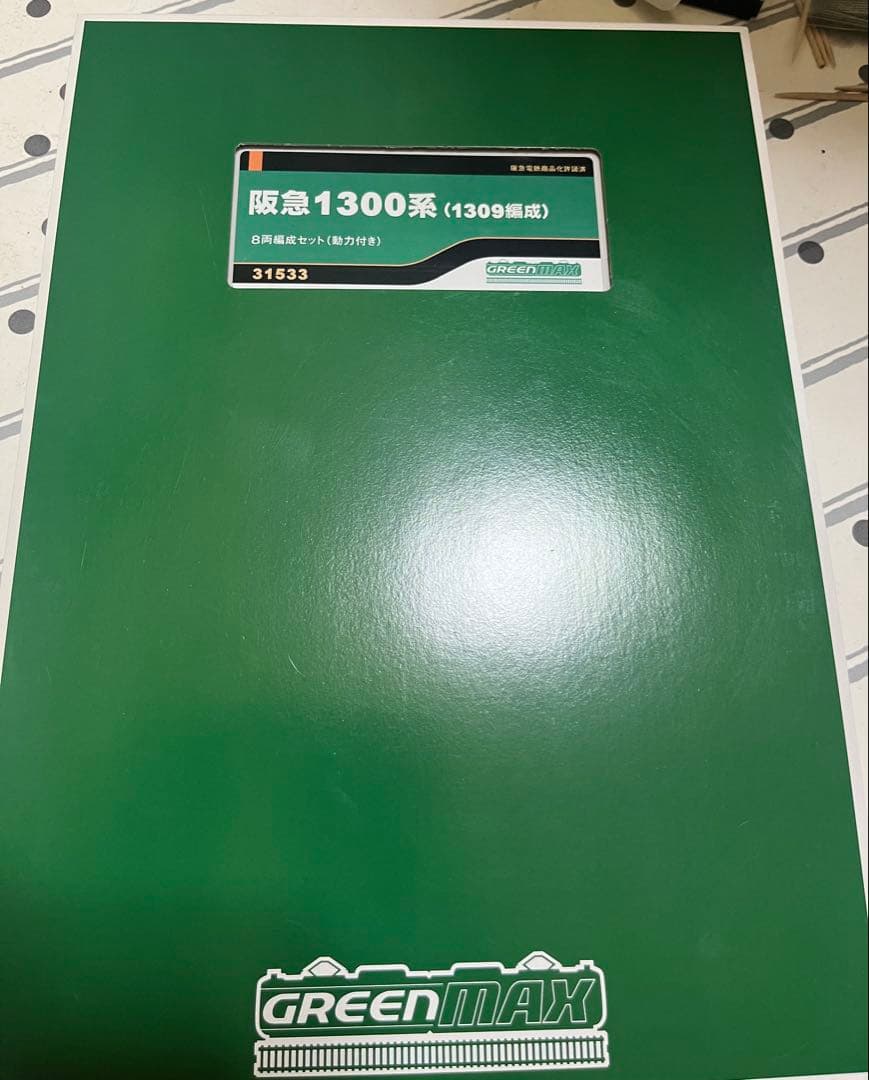 阪急電鉄商品化許諾済
阪急1300系(1309編成)
8両編成セット(動力付き)
31533
GREENMAX
GREENMAX